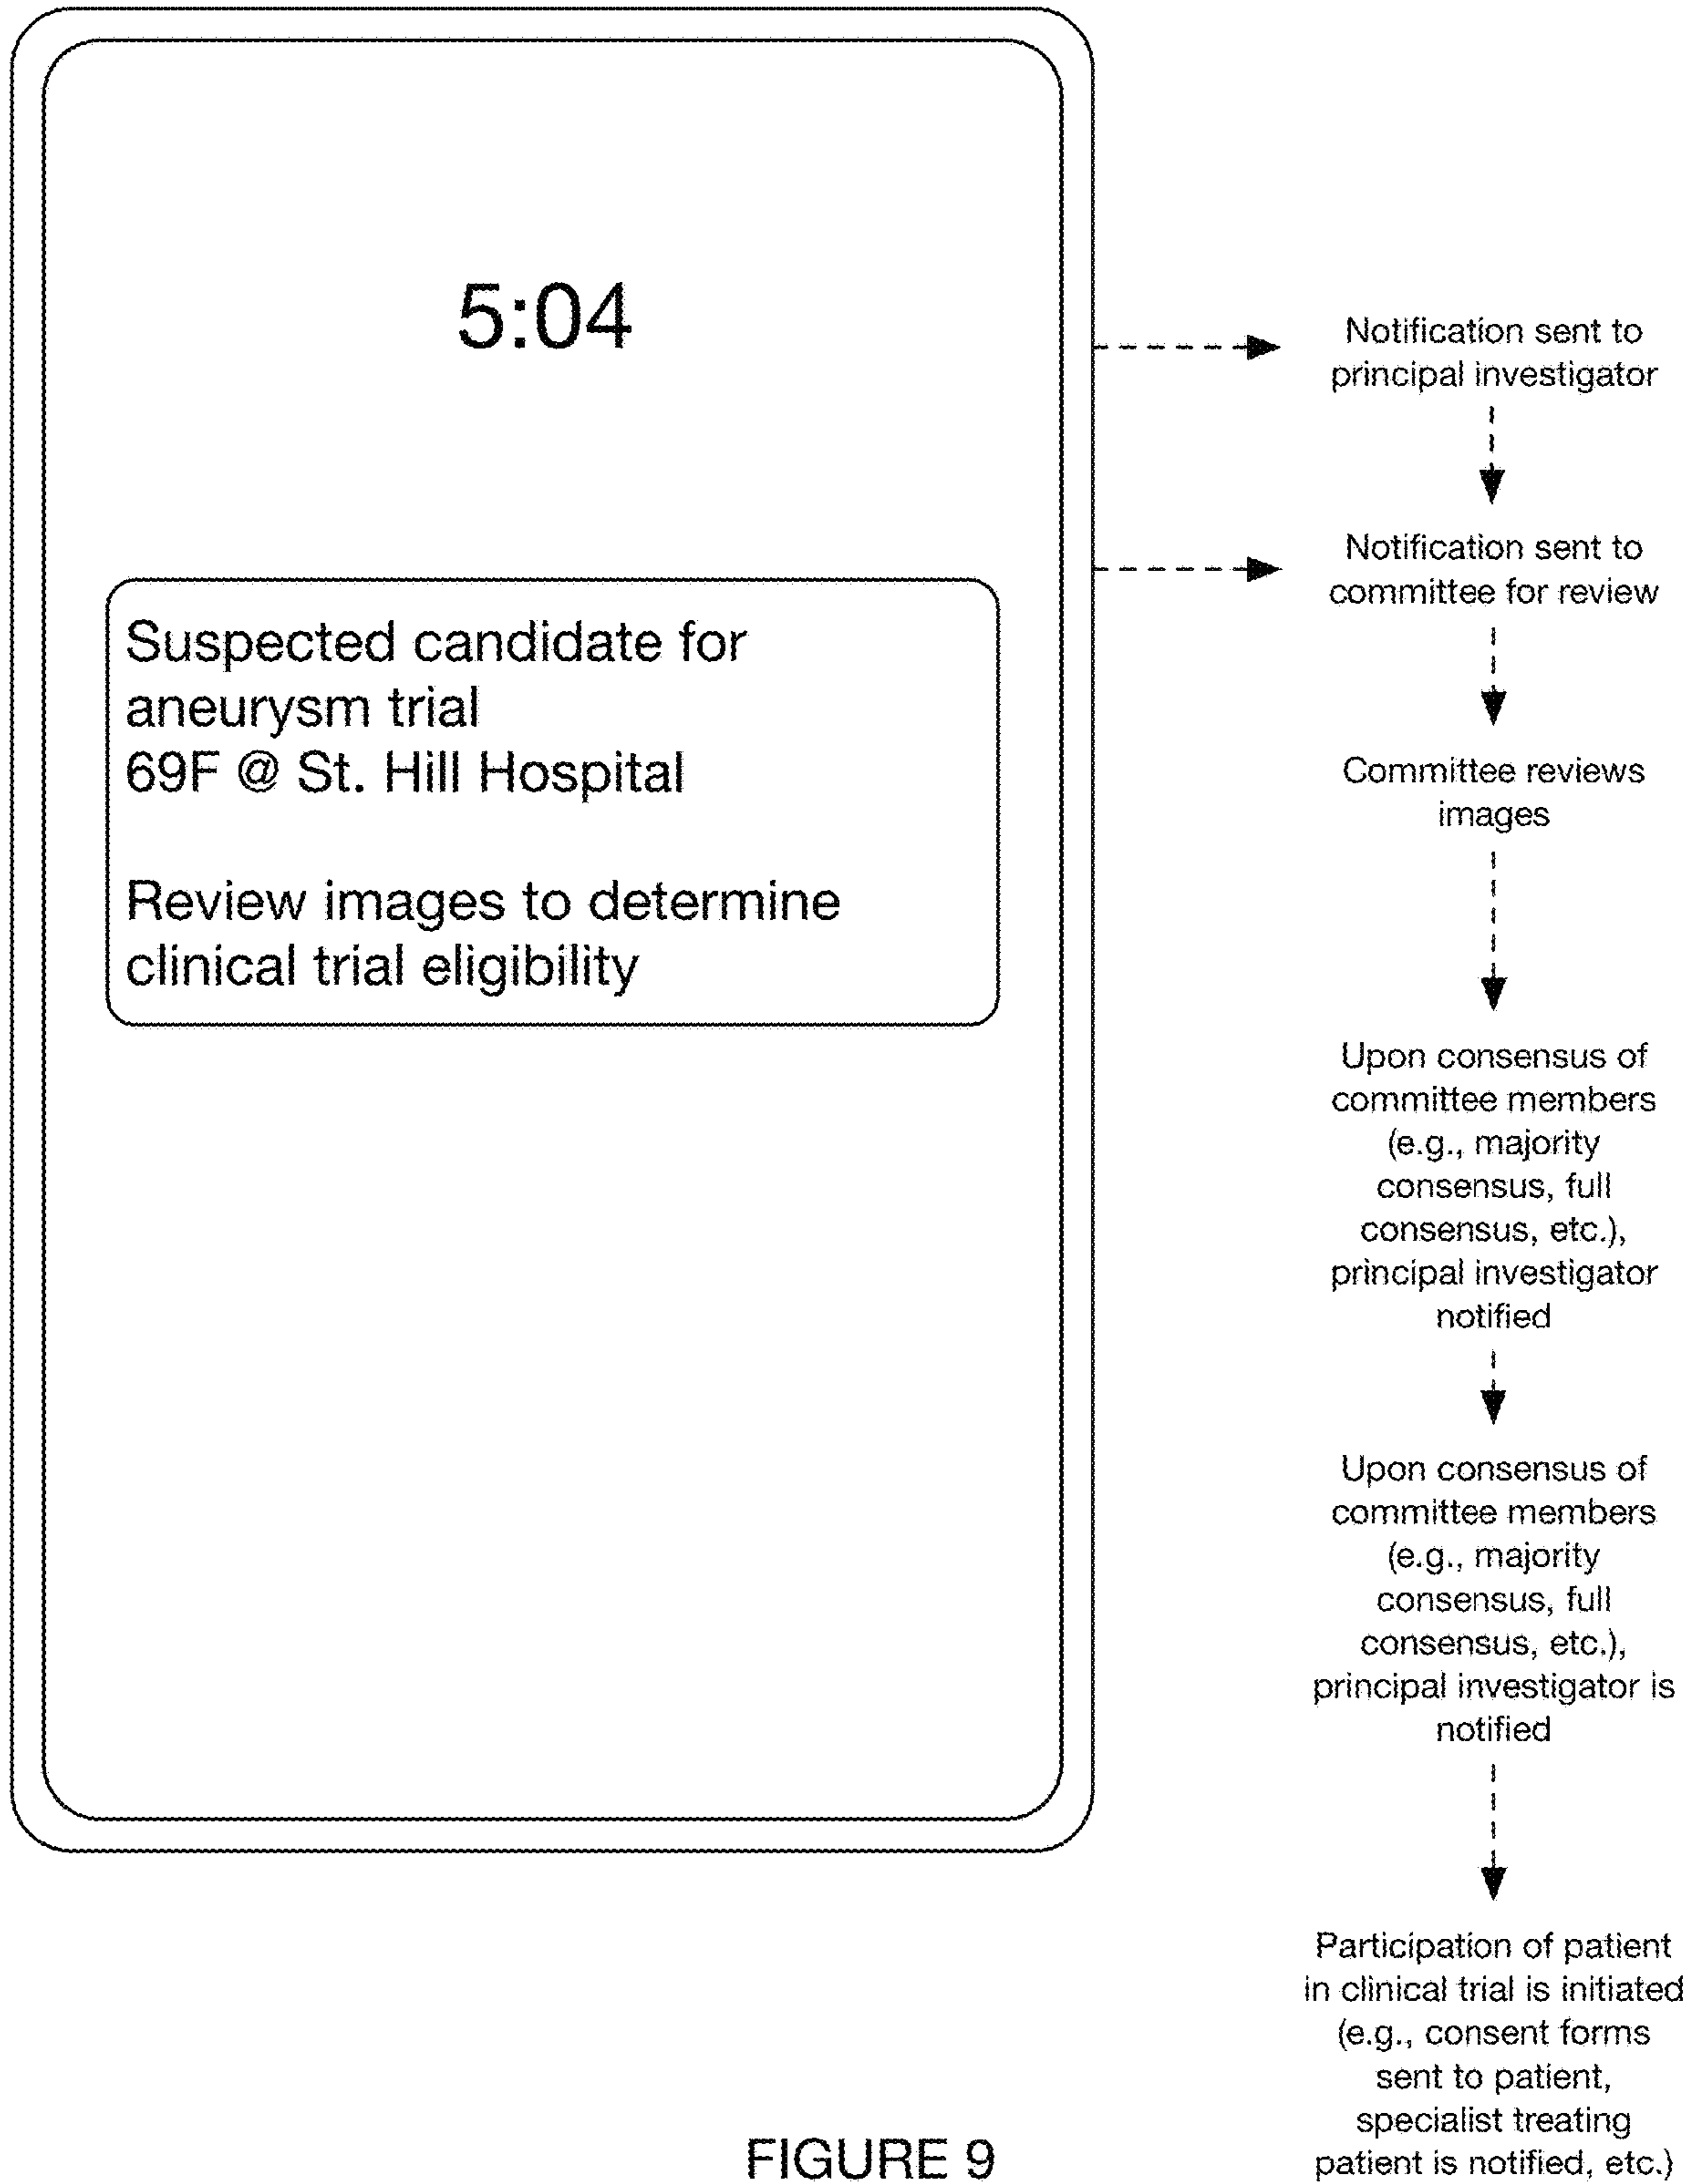 5:04
Suspected candidate for
aneurysm trial
69F @ St. Hill Hospital
Review images to determine
clinical trial eligibility
Notification sent to
principal investigator
Notification sent to
committee for review
Committee reviews
images
Upon consensus of
committee members
(e.g., majority
consensus, full
consensus, etc.),
principal investigator
notified
Upon consensus of
committee members
(e.g., majority
consensus, full
consensus, etc.),
principal investigator is
notified
Participation of patient
in clinical trial is initiated
(e.g., consent forms
sent to patient,
specialist treating
patient is notified, etc.)
FIGURE 9